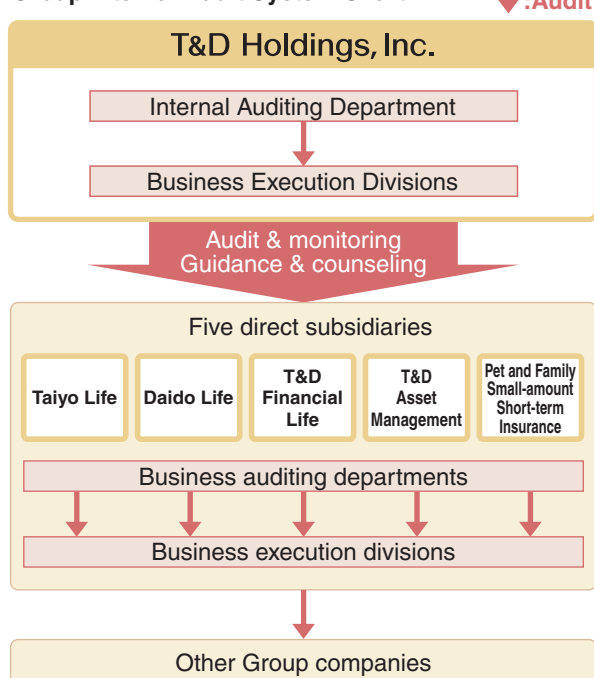 :Audit
T&D Holdings, Inc.
Internal Auditing Department
Business Execution Divisions
Audit & monitoring
Guidance & counseling
Five direct subsidiaries
Taiyo Life
Daido Life
T&D
Financial
Life
T&D
Asset
Management
Pet and Family
Small-amount
Short-term
Insurance
Business auditing departments
Business execution divisions
Other Group companies